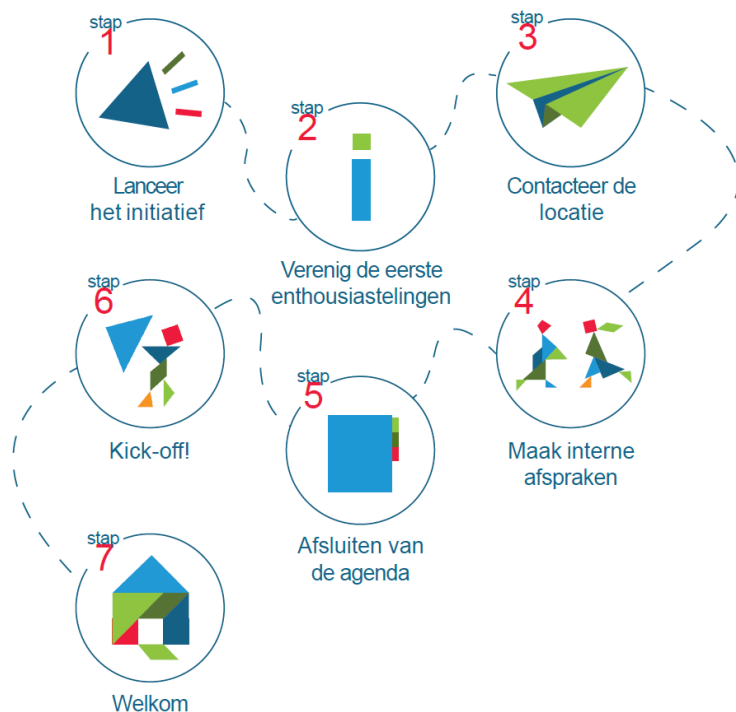 stap
1
Lanceer
het initiatief
stap
2
Verenig de eerste
enthousiastelingen
stap
3
Contacteer de
locatie
stap
4
Maak interne
afspraken
stap
5
Afsluiten van
de agenda
stap
6
Kick-off!
stap
7
Welkom